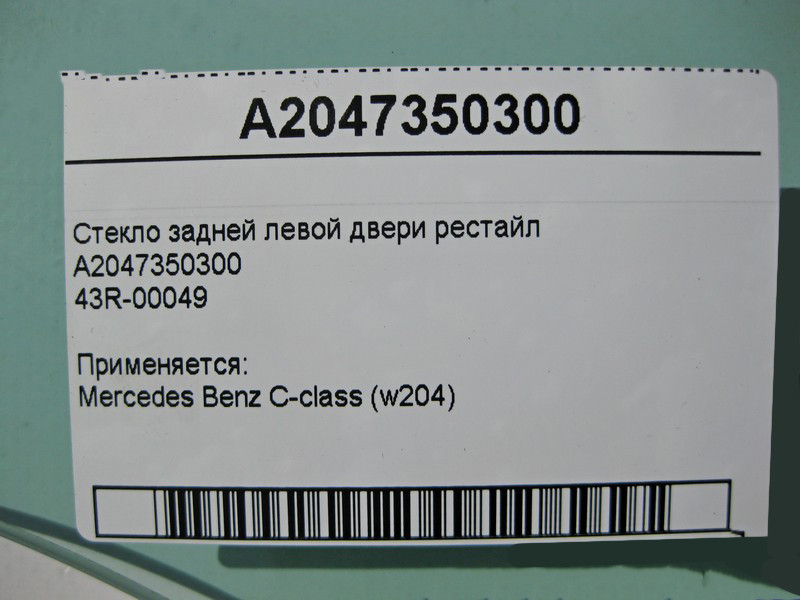 A2047350300
Стекло задней левой двери рестайл
A2047350300
43R-00049
Применяется:
Mercedes Benz C-class (w204)